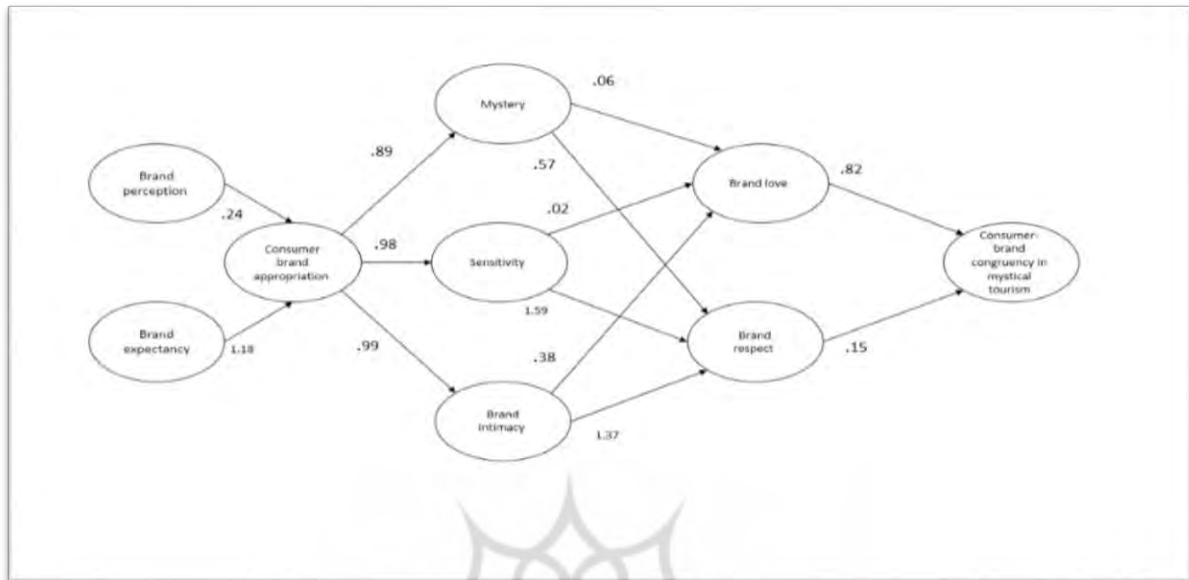 Mystery
.06
.89
.57
Brand
perception
.24
Brand love
.82
.02
Consumer
brand
appropriation
.98
Sensitivity
Consumer-
brand
congruency in
mystical
tourism
1.59
Brand
expectancy
1.18
.99
.38
Brand
respect
.15
Brand
intimacy
1.37